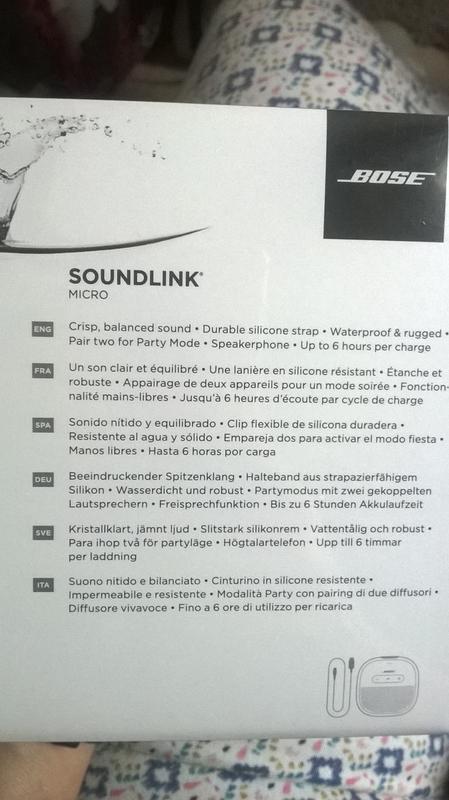 BOSE
SOUNDLINK®
MICRO
ENG
Crisp, balanced sound • Durable silicone strap • Waterproof & rugged •
Pair two for Party Mode • Speakerphone • Up to 6 hours per charge
FRA
Un son clair et équilibré • Une lanière en silicone résistant • Étanche et
robuste • Appairage de deux appareils pour un mode soirée • Fonction-
nalité mains-libres • Jusqu'à 6 heures d'écoute par cycle de charge
SPA
Sonido nítido y equilibrado • Clip flexible de silicona duradera •
Resistente al agua y sólido • Empareja dos para activar el modo fiesta •
Manos libres • Hasta 6 horas por carga
DEU
Beeindruckender Spitzenklang • Halteband aus strapazierfähigem
Silikon • Wasserdicht und robust • Partymodus mit zwei gekoppelten
Lautsprechern • Freisprechfunktion • Bis zu 6 Stunden Akkulaufzeit
SVE
Kristallklart, jämnt ljud • Slitstark silikonrem • Vattentålig och robust •
Para ihop två för partyläge • Högtalartelefon • Upp till 6 timmar
per laddning
ITA
Suono nitido e bilanciato • Cinturino in silicone resistente •
Impermeabile e resistente • Modalità Party con pairing di due diffusori •
Diffusore vivavoce • Fino a 6 ore di utilizzo per ricarica